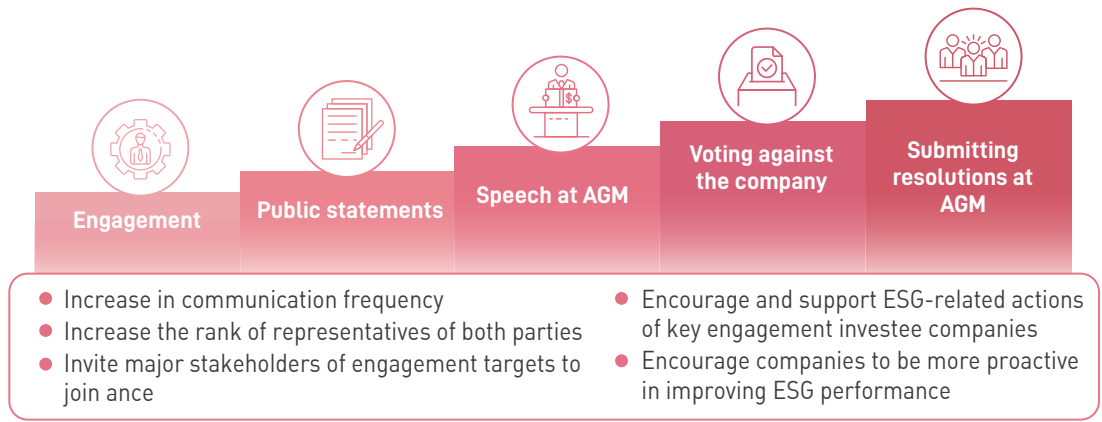 Engagement
Public statements
Speech at AGM
$
Voting against
the company
Submitting
resolutions at
AGM
Increase in communication frequency
Increase the rank of representatives of both parties
Invite major stakeholders of engagement targets to
join ance
Encourage and support ESG-related actions
of key engagement investee companies
Encourage companies to be more proactive
in improving ESG performance